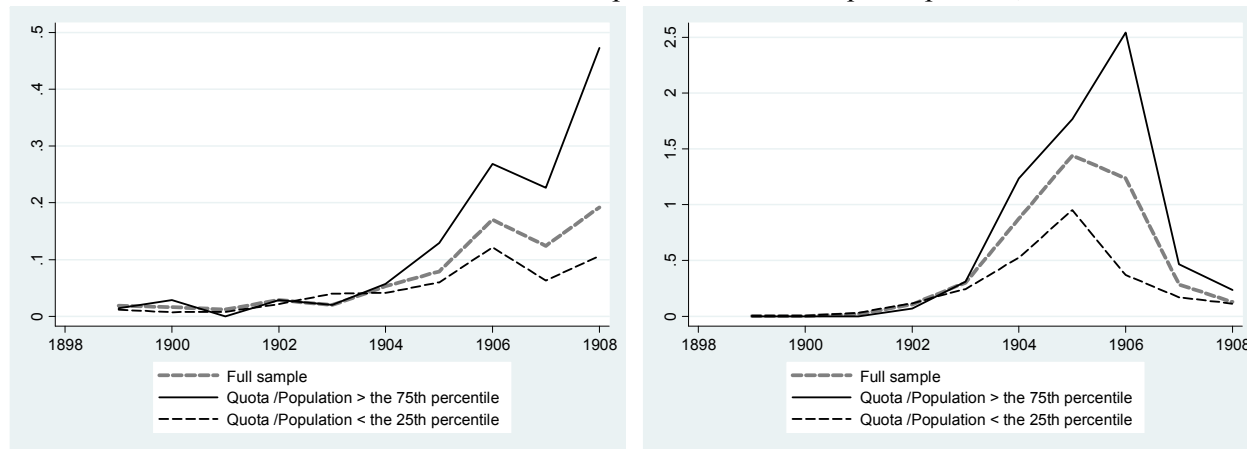 .5
.4
.3
.2
.1
0
1898 1900 1902 1904 1906 1908
Full sample
Quota /Population > the 75th percentile
Quota /Population < the 25th percentile
2.5
2
1.5
1
.5
0
1898 1900 1902 1904 1906 1908
Full sample
Quota /Population > the 75th percentile
Quota /Population < the 25th percentile